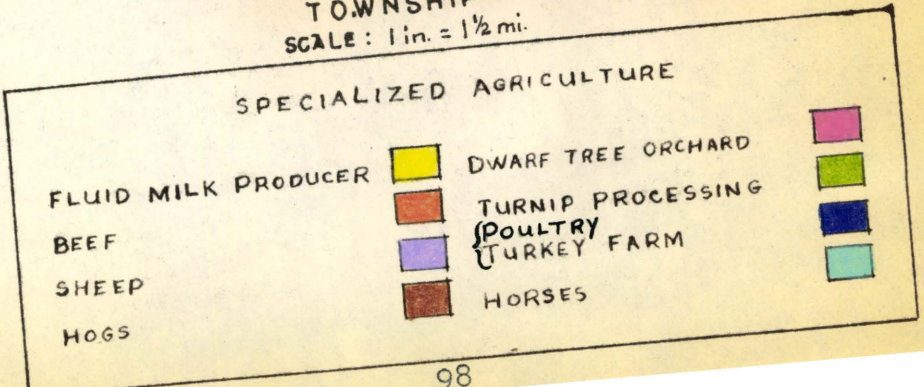 TOWNSHIP
SCALE: 1 in. = 1½ mi.
SPECIALIZED AGRICULTURE
FLUID MILK PRODUCER
BEEF
SHEEP
HOGS
DWARF TREE ORCHARD
TURNIP PROCESSING
{POULTRY
{TURKEY FARM
HORSES
98